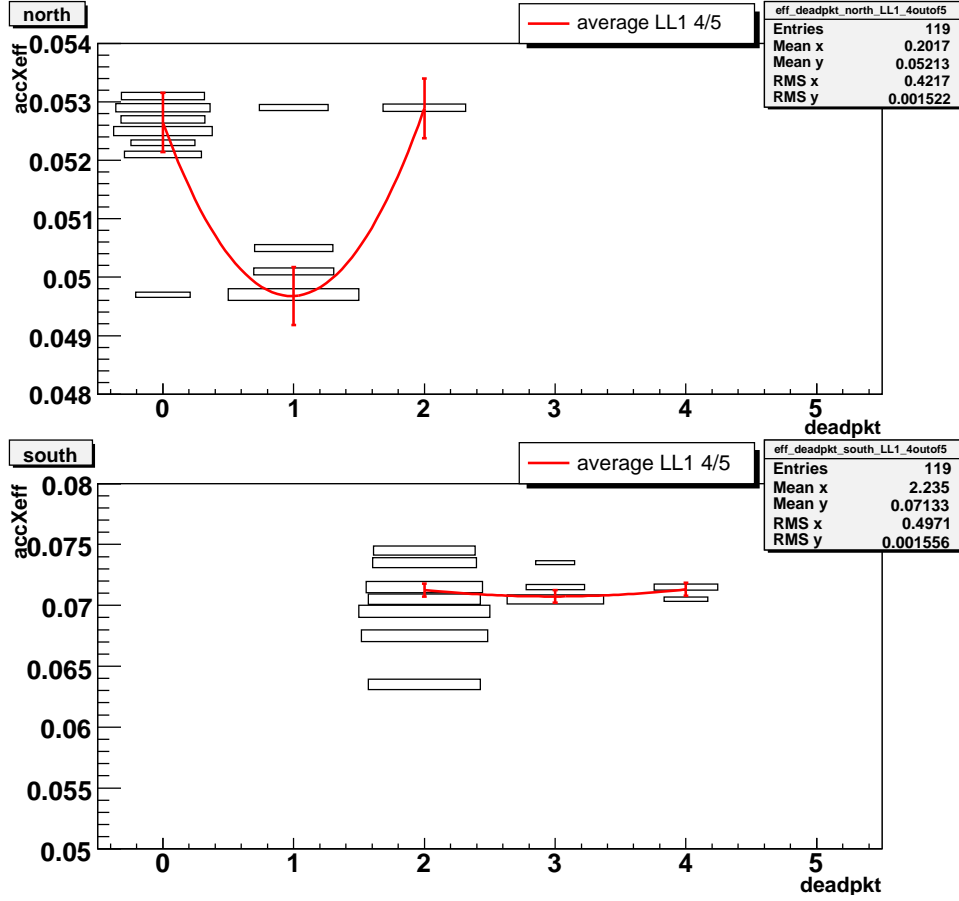 north
average LL1 4/5
eff_deadpkt_north_LL1_4outof5
Entries 119
Mean x 0.2017
Mean y 0.05213
RMS x 0.4217
RMS y 0.001522
accXeff
0.054
0.053
0.052
0.051
0.05
0.049
0.048
0 1 2 3 4 5
deadpkt
south
average LL1 4/5
eff_deadpkt_south_LL1_4outof5
Entries 119
Mean x 2.235
Mean y 0.07133
RMS x 0.4971
RMS y 0.001556
accXeff
0.08
0.075
0.07
0.065
0.06
0.055
0.05
0 1 2 3 4 5
deadpkt